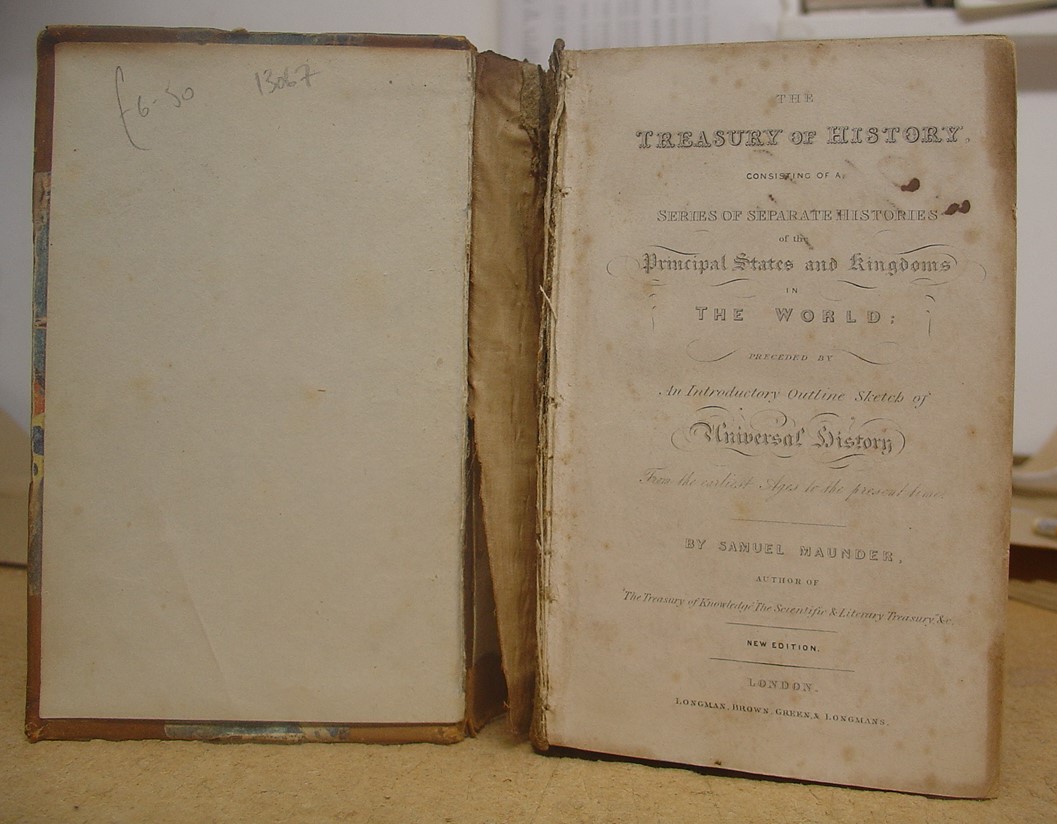 £6-50 13067
THE
TREASURY OF HISTORY,
CONSISTING OF A
SERIES OF SEPARATE HISTORIES
of the
Principal States and Kingdoms
IN
THE WORLD:
PRECEDED BY
An Introductory Outline Sketch of
Universal History
From the earliest Ages to the present time:
BY SAMUEL MAUNDER,
AUTHOR OF
"The Treasury of Knowledge", "The Scientific & Literary Treasury," &c.
NEW EDITION.
LONDON.
LONGMAN, BROWN, GREEN, & LONGMANS.